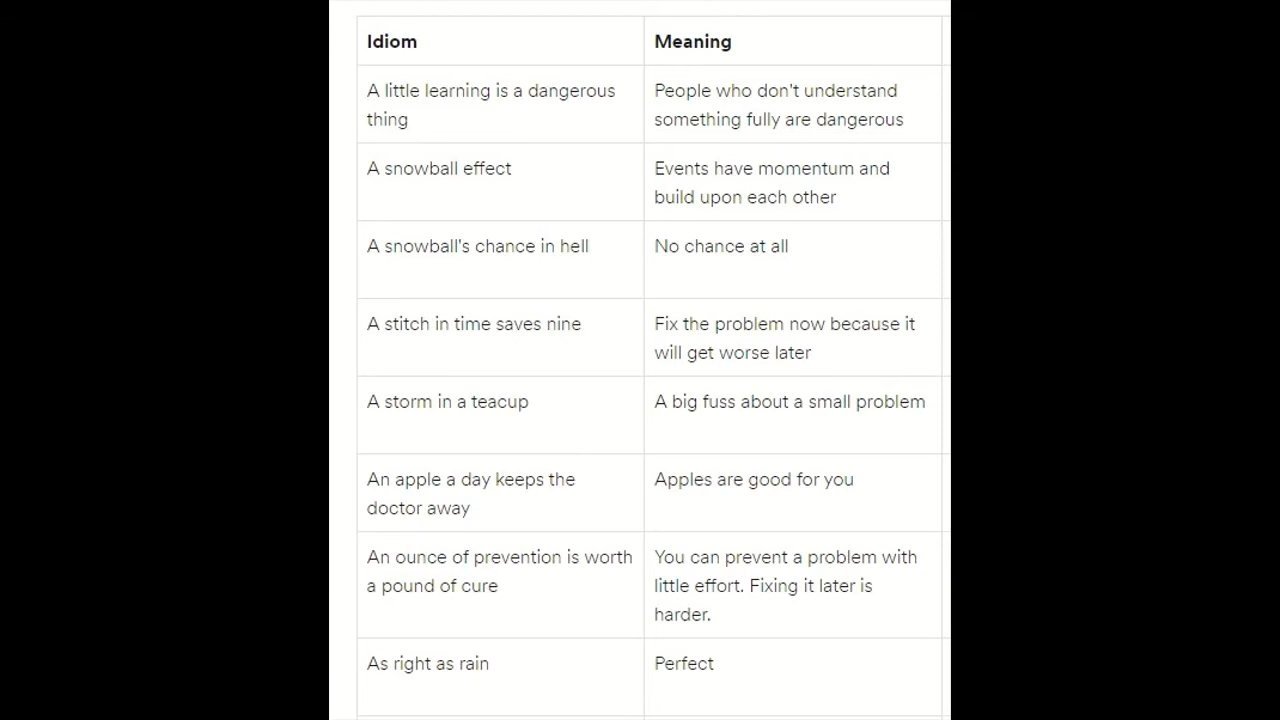 Idiom
Meaning
A little learning is a dangerous
thing
People who don't understand
something fully are dangerous
A snowball effect
Events have momentum and
build upon each other
A snowball's chance in hell
No chance at all
A stitch in time saves nine
Fix the problem now because it
will get worse later
A storm in a teacup
A big fuss about a small problem
An apple a day keeps the
doctor away
Apples are good for you
An ounce of prevention is worth
a pound of cure
You can prevent a problem with
little effort. Fixing it later is
harder.
As right as rain
Perfect